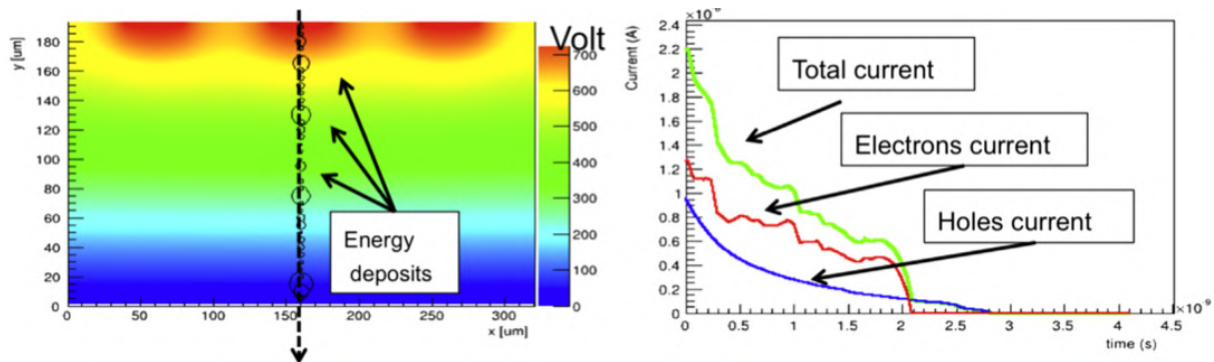 y [um]
180
160
140
120
100
80
60
40
20
0
0 50 100 150 200 250 300
x [um]
Energy
deposits
Volt
700
600
500
400
300
200
100
0
Current (A)
2.4
2.2
2
1.8
1.6
1.4
1.2
1
0.8
0.6
0.4
0.2
0
Total current
Electrons current
Holes current
0 0.5 1 1.5 2 2.5 3 3.5 4 4.5
×10⁻⁹
time (s)